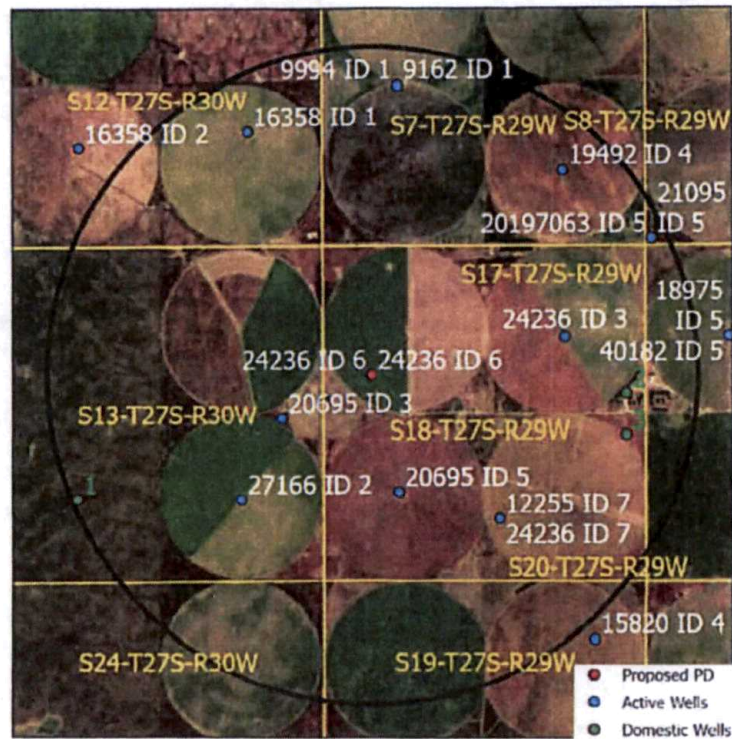 9994 ID 1 9162 ID 1
S12-T27S-R30W
16358 ID 1
S7-T27S-R29W S8-T27S-R29W
16358 ID 2
19492 ID 4
21095
20197063 ID 5 ID 5
S17-T27S-R29W
18975
ID 5
24236 ID 3
40182 ID 5
24236 ID 6 24236 ID 6
20695 ID 3
S13-T27S-R30W
S18-T27S-R29W
1
27166 ID 2
20695 ID 5
12255 ID 7
24236 ID 7
S20-T27S-R29W
15820 ID 4
S24-T27S-R30W
S19-T27S-R29W
Proposed PD
Active Wells
Domestic Wells